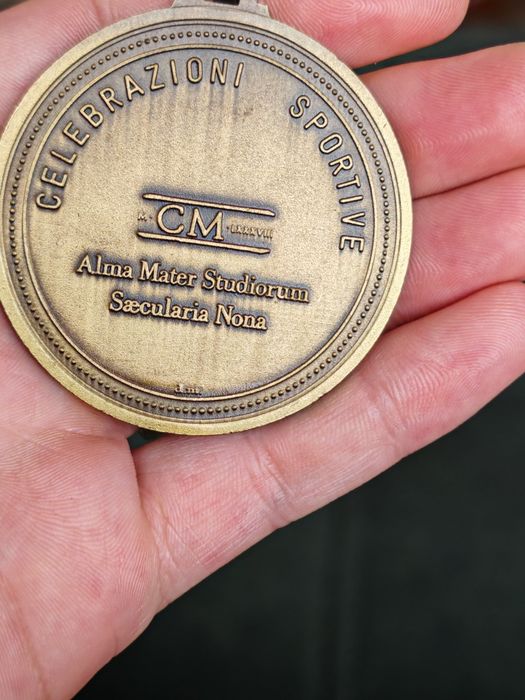 CELEBRAZIONI SPORTIVE
M · CM · LXXXVIII
Alma Mater Studiorum
Sæcularia Nona